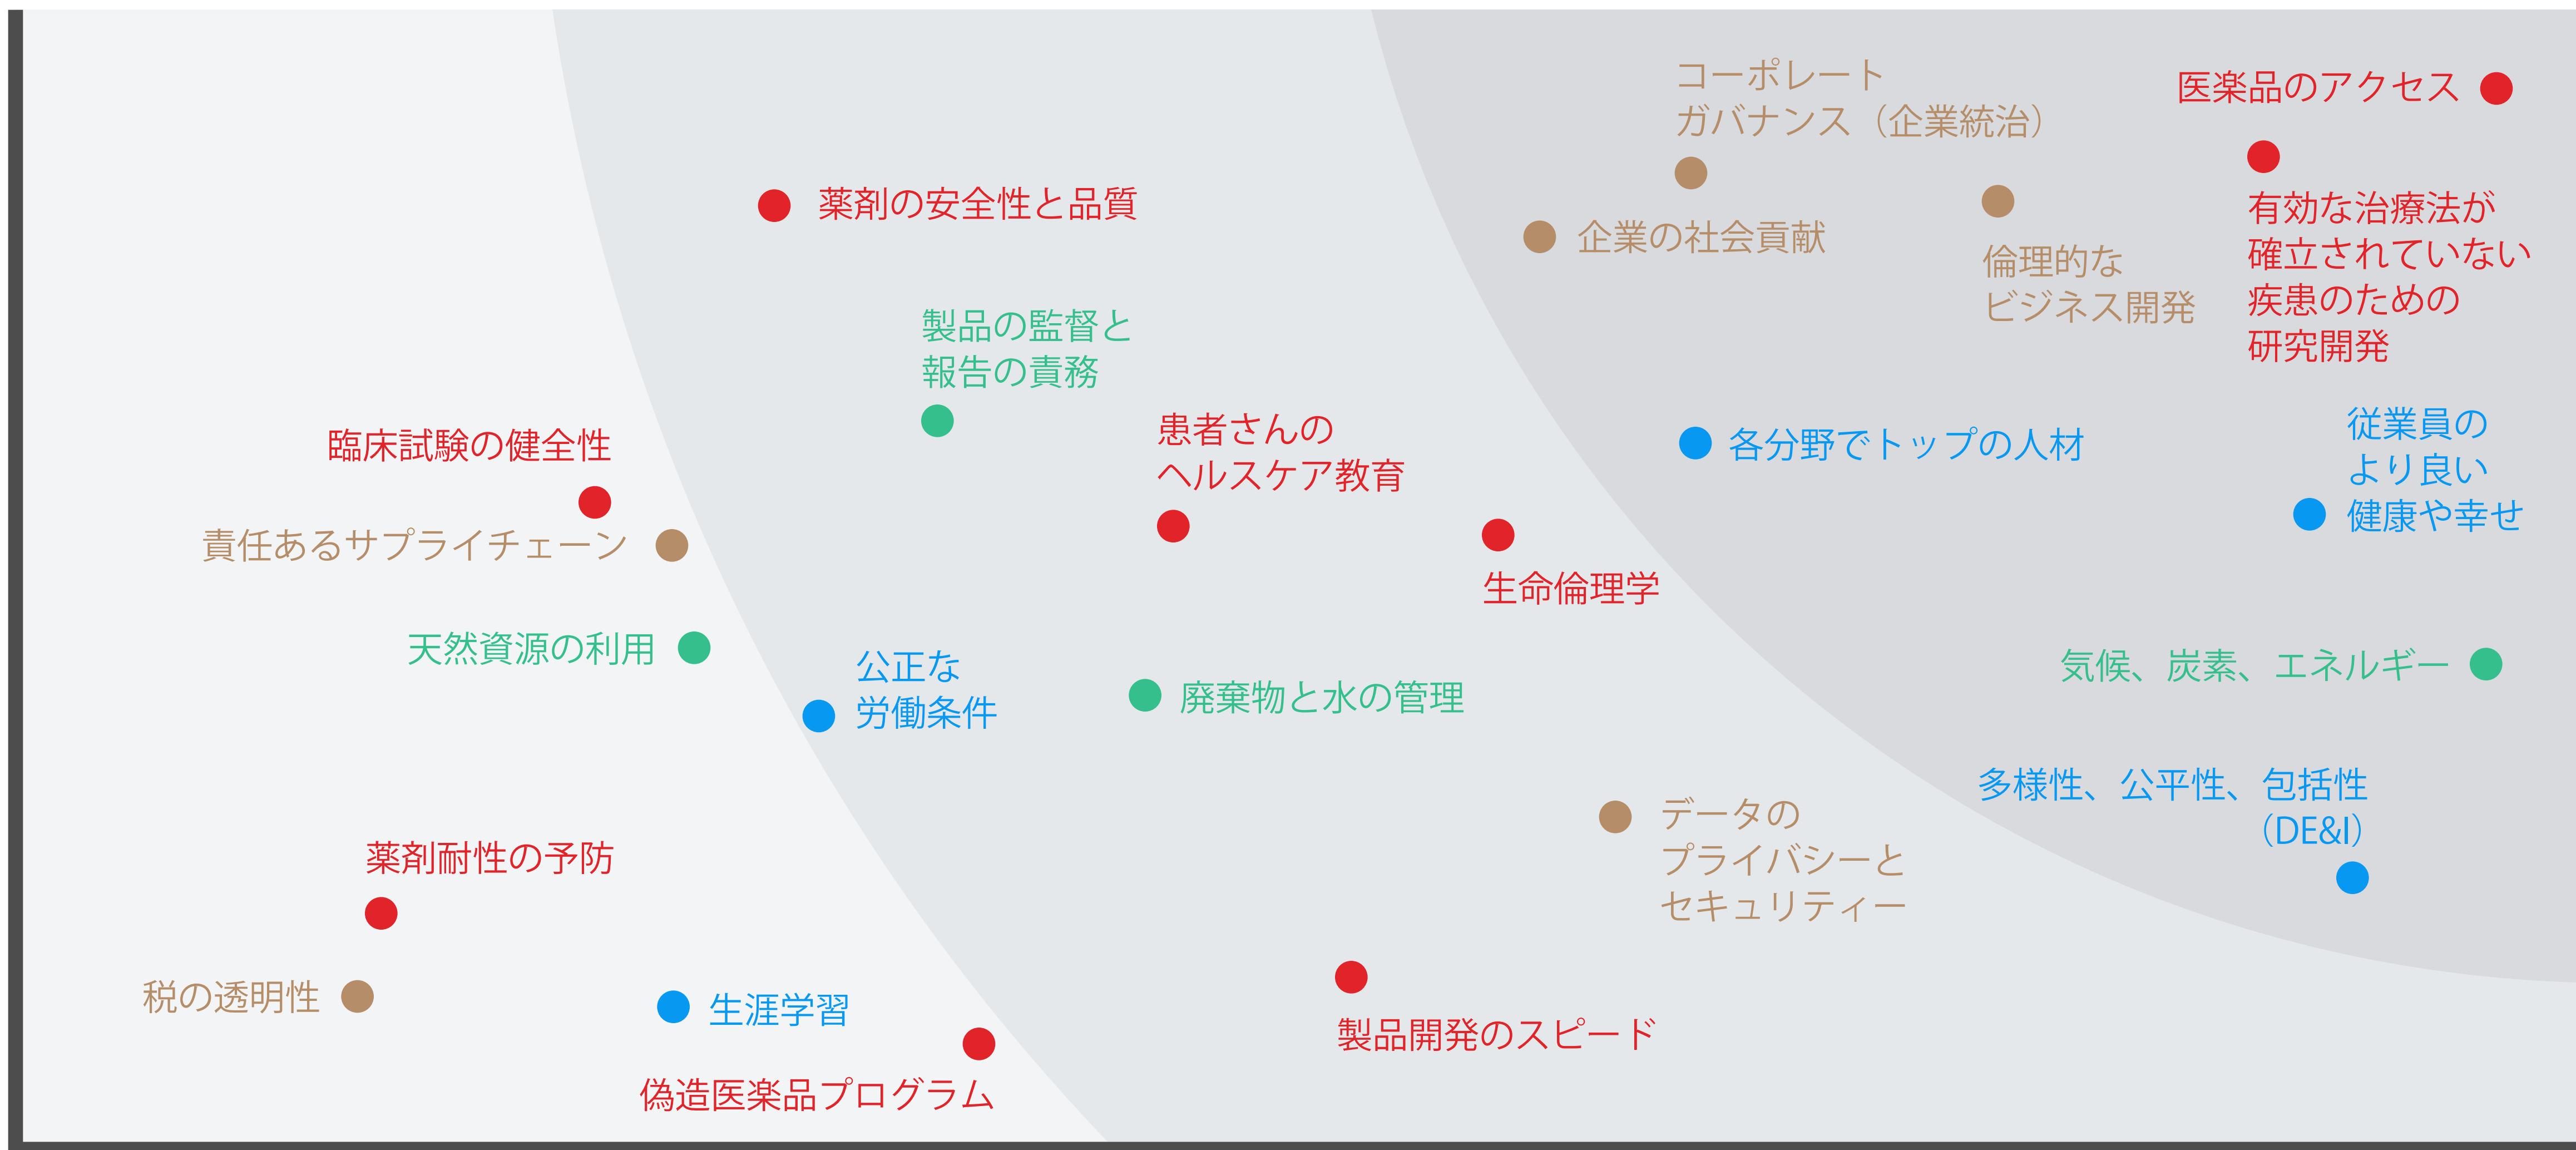 コーポレート
ガバナンス（企業統治）
医楽品のアクセス
薬剤の安全性と品質
企業の社会貢献
倫理的な
ビジネス開発
有効な治療法が
確立されていない
疾患のための
研究開発
製品の監督と
報告の責務
臨床試験の健全性
患者さんの
ヘルスケア教育
各分野でトップの人材
従業員の
より良い
健康や幸せ
責任あるサプライチェーン
生命倫理学
天然資源の利用
公正な
労働条件
廃棄物と水の管理
気候、炭素、エネルギー
多様性、公平性、包括性
（DE&I）
データの
プライバシーと
セキュリティー
薬剤耐性の予防
税の透明性
生涯学習
製品開発のスピード
偽造医楽品プログラム